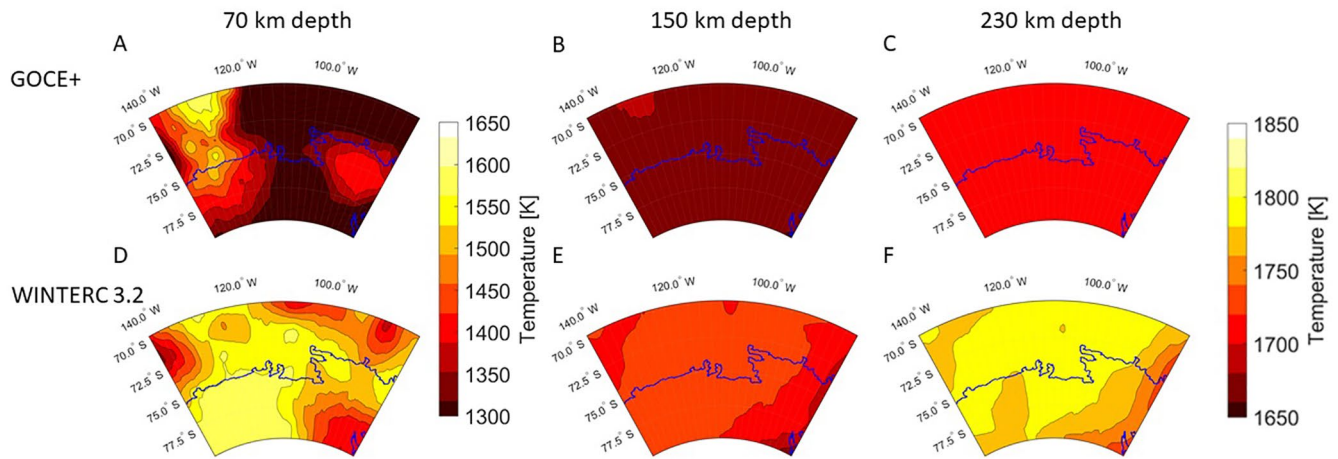 70 km depth
150 km depth
230 km depth
GOCE+
A
140.0° W
120.0° W
100.0° W
70.0° S
72.5° S
75.0° S
77.5° S
B
140.0° W
120.0° W
100.0° W
70.0° S
72.5° S
75.0° S
77.5° S
C
140.0° W
120.0° W
100.0° W
70.0° S
72.5° S
75.0° S
77.5° S
WINTERC 3.2
D
140.0° W
120.0° W
100.0° W
70.0° S
72.5° S
75.0° S
77.5° S
1650
1600
1550
1500
1450
1400
1350
1300
Temperature [K]
E
140.0° W
120.0° W
100.0° W
70.0° S
72.5° S
75.0° S
77.5° S
F
140.0° W
120.0° W
100.0° W
70.0° S
72.5° S
75.0° S
77.5° S
1850
1800
1750
1700
1650
Temperature [K]